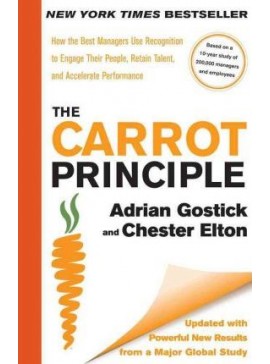 NEW YORK TIMES BESTSELLER
How the Best Managers Use Recognition
to Engage Their People, Retain Talent,
and Accelerate Performance
Based on a
10-year study of
200,000 managers
and employees
THE
CARROT
PRINCIPLE
Adrian Gostick
and Chester Elton
Updated with
Powerful New Results
from a Major Global Study